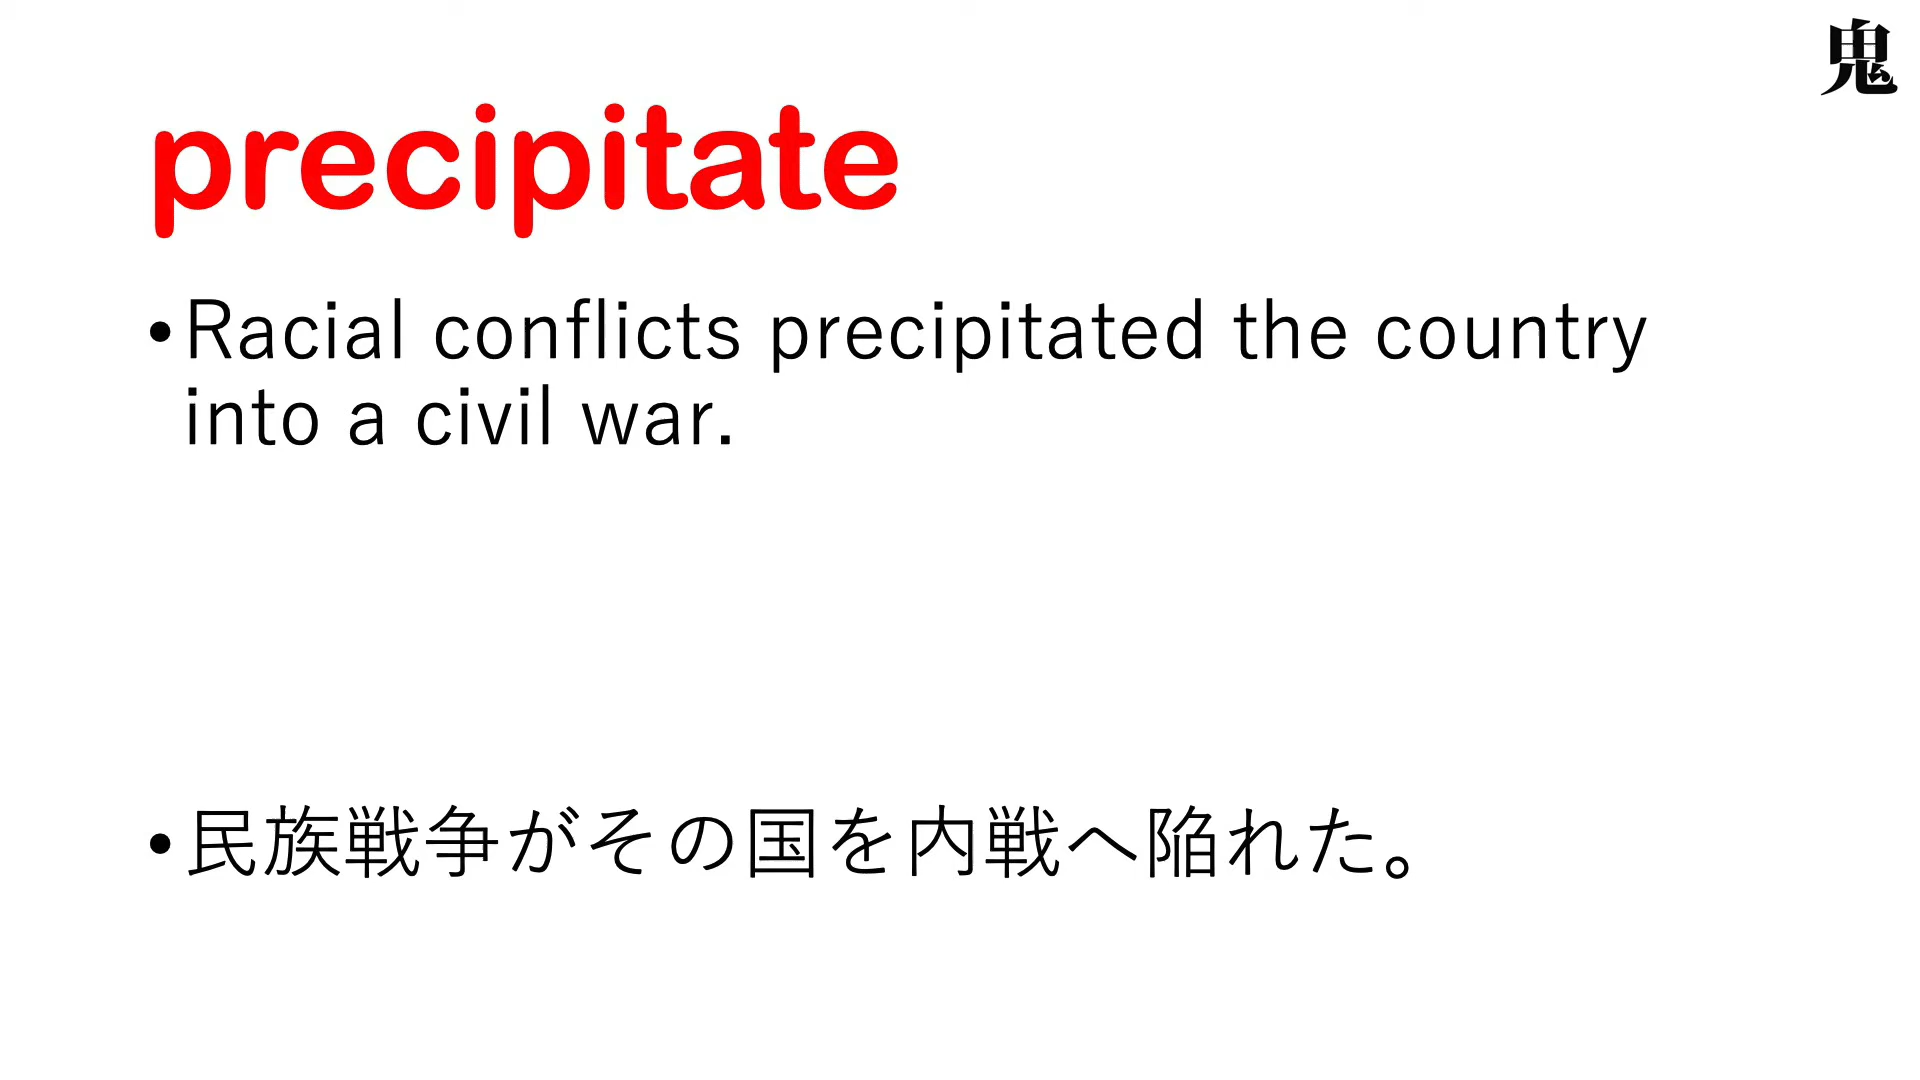 鬼
precipitate
•Racial conflicts precipitated the country
into a civil war.
•民族戦争がその国を内戦へ陥れた。